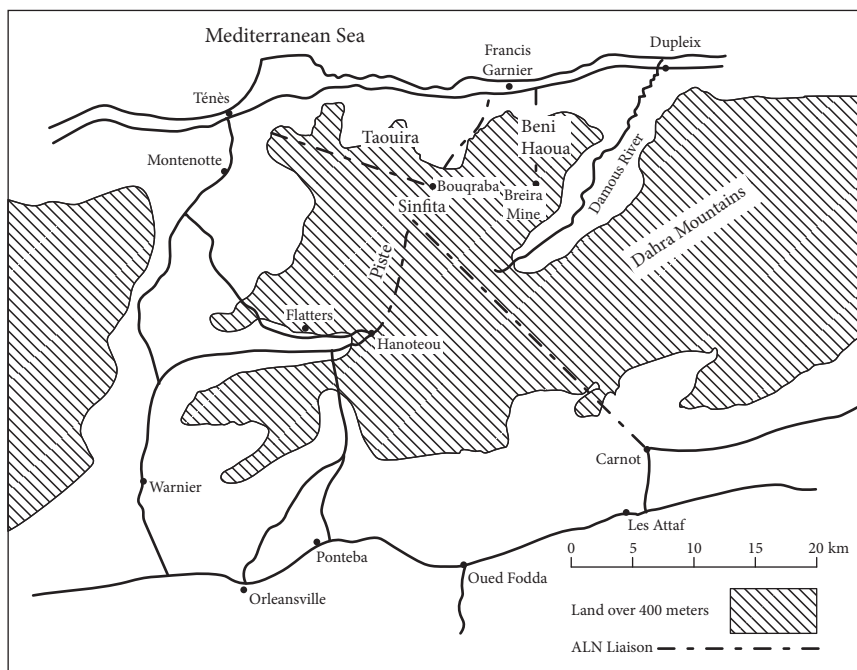 Mediterranean Sea
Francis
Garnier
Dupleix
Ténès
Taouira
Beni
Haoua
Montenotte
Bouqraba
Breira
Mine
Damous River
Sinfita
Dahra Mountains
Piste
Flatters
Hanoteou
Carnot
Warnier
Les Attaf
Ponteba
Oued Fodda
Orleansville
0 5 10 15 20 km
Land over 400 meters
ALN Liaison